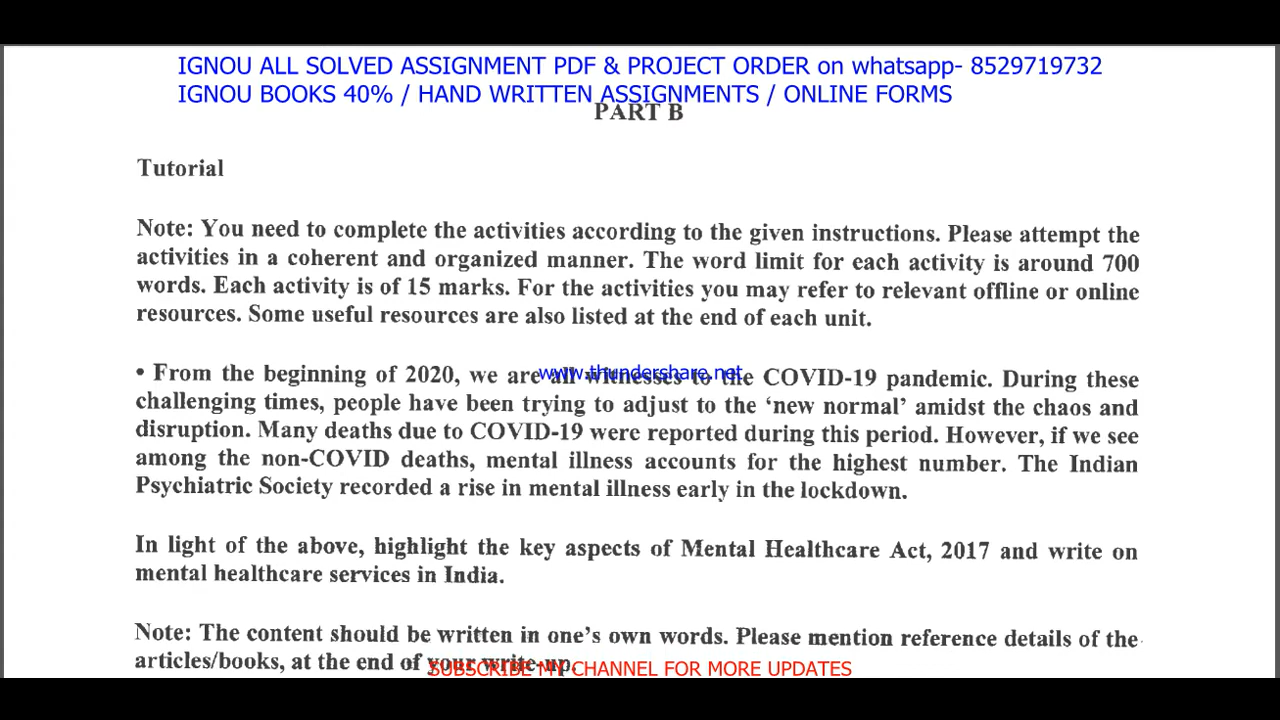 IGNOU ALL SOLVED ASSIGNMENT PDF & PROJECT ORDER on whatsapp- 8529719732
IGNOU BOOKS 40% / HAND WRITTEN ASSIGNMENTS / ONLINE FORMS
PART B
Tutorial
Note: You need to complete the activities according to the given instructions. Please attempt the
activities in a coherent and organized manner. The word limit for each activity is around 700
words. Each activity is of 15 marks. For the activities you may refer to relevant offline or online
resources. Some useful resources are also listed at the end of each unit.
• From the beginning of 2020, we are all witnesses to the COVID-19 pandemic. During these
www.thundershare.net
challenging times, people have been trying to adjust to the ‘new normal’ amidst the chaos and
disruption. Many deaths due to COVID-19 were reported during this period. However, if we see
among the non-COVID deaths, mental illness accounts for the highest number. The Indian
Psychiatric Society recorded a rise in mental illness early in the lockdown.
In light of the above, highlight the key aspects of Mental Healthcare Act, 2017 and write on
mental healthcare services in India.
Note: The content should be written in one’s own words. Please mention reference details of the
articles/books, at the end of your write-up.
SUBSCRIBE MY CHANNEL FOR MORE UPDATES